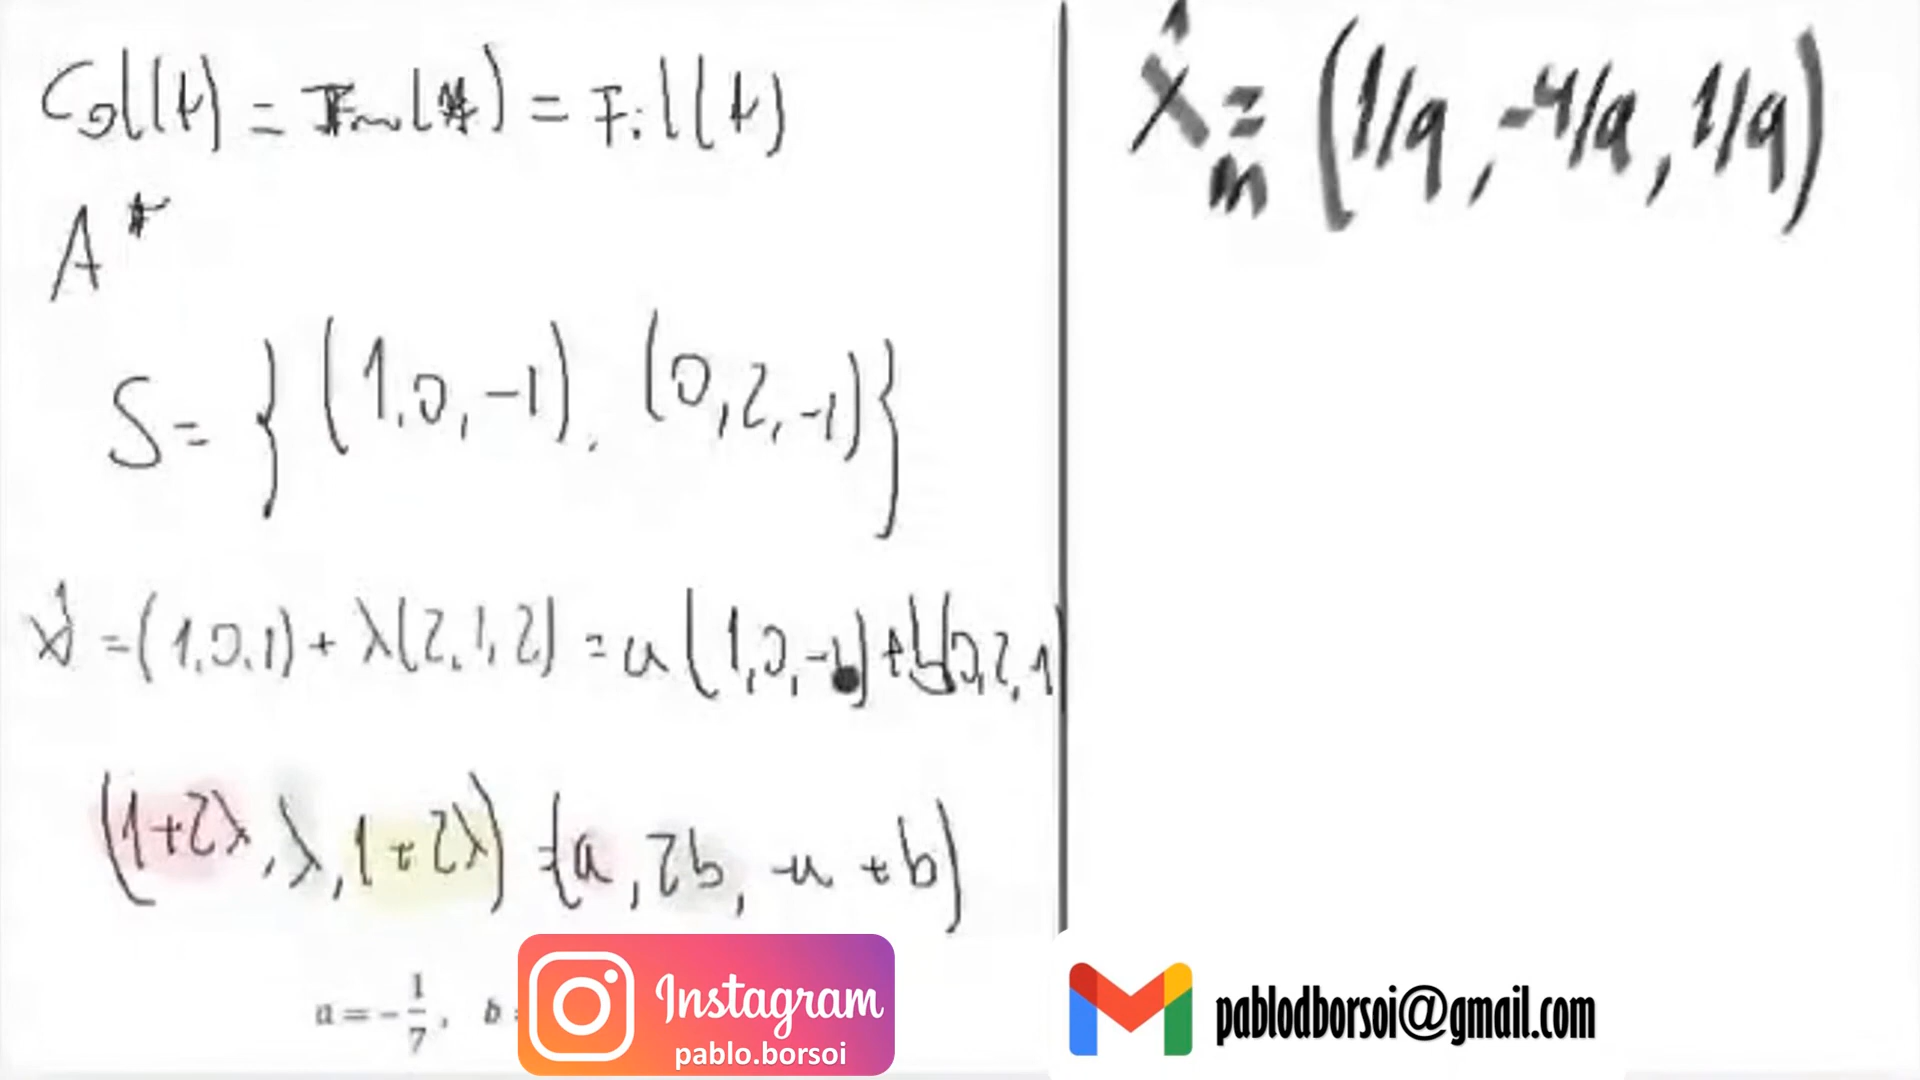 Col(A) = Im(A) = Fil(A)
A⁺
S = { (1,0,-1), (0,2,-1) }
x̂ = (1,0,1) + λ(2,1,2) = a(1,0,-1) + b(0,2,1)
(1+2λ, λ, 1+2λ) = (a, 2b, -a + b)
a = - 1/7 , b =
x̂ₘ = (1/9, -4/9, 1/9)
Instagram
pablo.borsoi
pablodborsoi@gmail.com